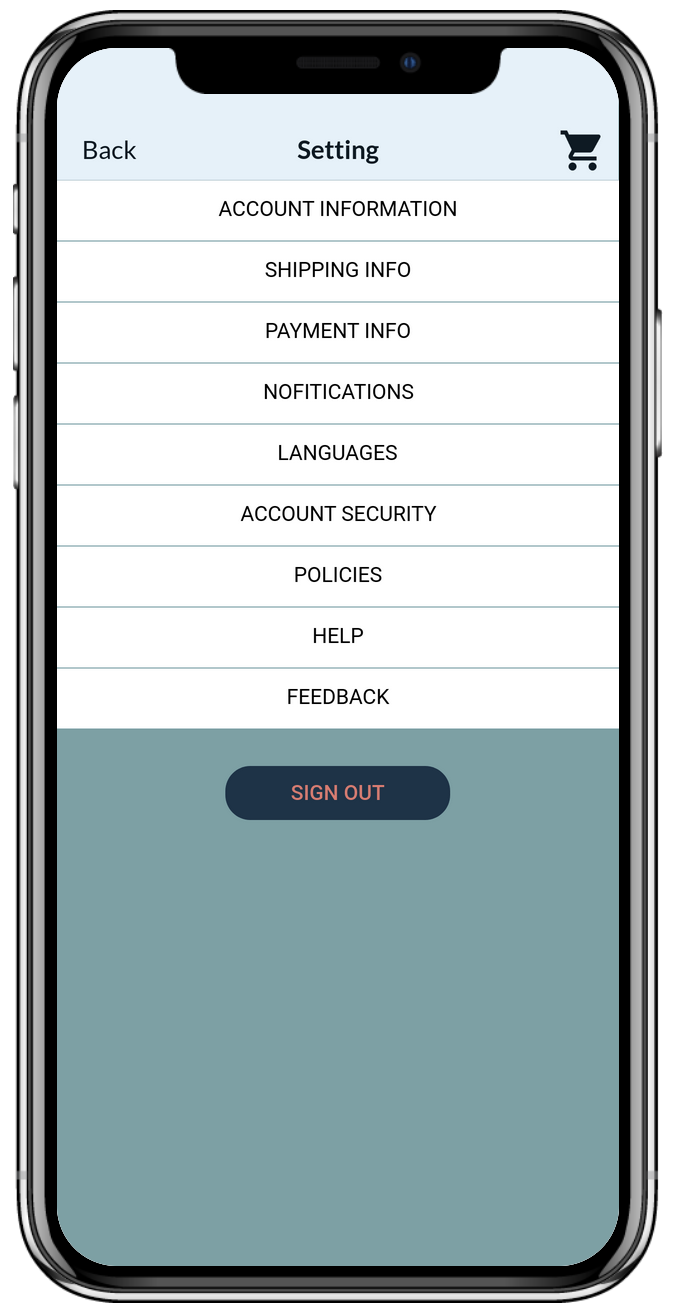 Back
Setting
ACCOUNT INFORMATION
SHIPPING INFO
PAYMENT INFO
NOFITICATIONS
LANGUAGES
ACCOUNT SECURITY
POLICIES
HELP
FEEDBACK
SIGN OUT